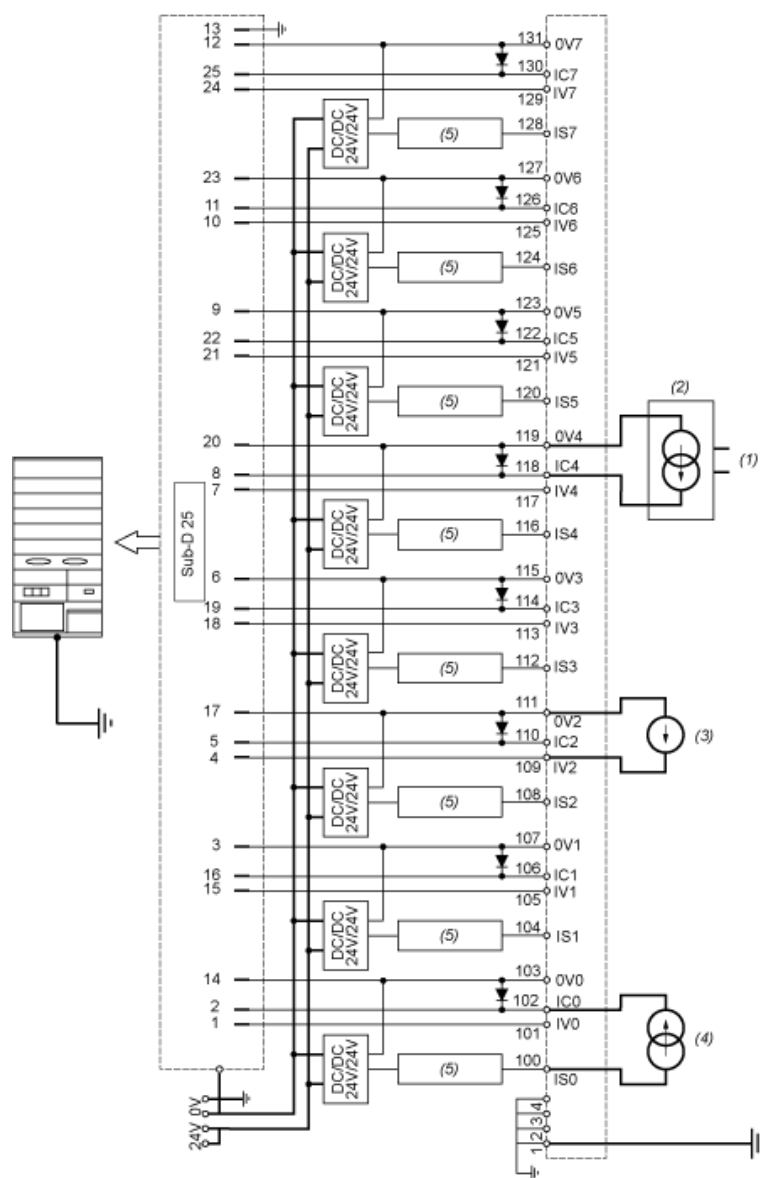 13
12 131 0V7
25 130 IC7
24 IV7
129
DC/DC 24V/24V (5) 128 IS7
127
23 0V6
11 126 IC6
10 IV6
125
DC/DC 24V/24V (5) 124 IS6
9 123 0V5
22 122 IC5
21 IV5
121
DC/DC 24V/24V (5) 120 IS5
(2)
20 119 0V4
(1)
8 118 IC4
7 IV4
117
Sub-D 25
DC/DC 24V/24V (5) 116 IS4
6 115 0V3
19 114 IC3
18 IV3
113
DC/DC 24V/24V (5) 112 IS3
17 111 0V2
(3)
5 110 IC2
4 IV2
109
DC/DC 24V/24V (5) 108 IS2
3 107 0V1
16 106 IC1
15 IV1
105
DC/DC 24V/24V (5) 104 IS1
14 103 0V0
2 102 IC0
1 IV0
101
(4)
DC/DC 24V/24V (5) 100 IS0
0V
24V
4
3
2
1